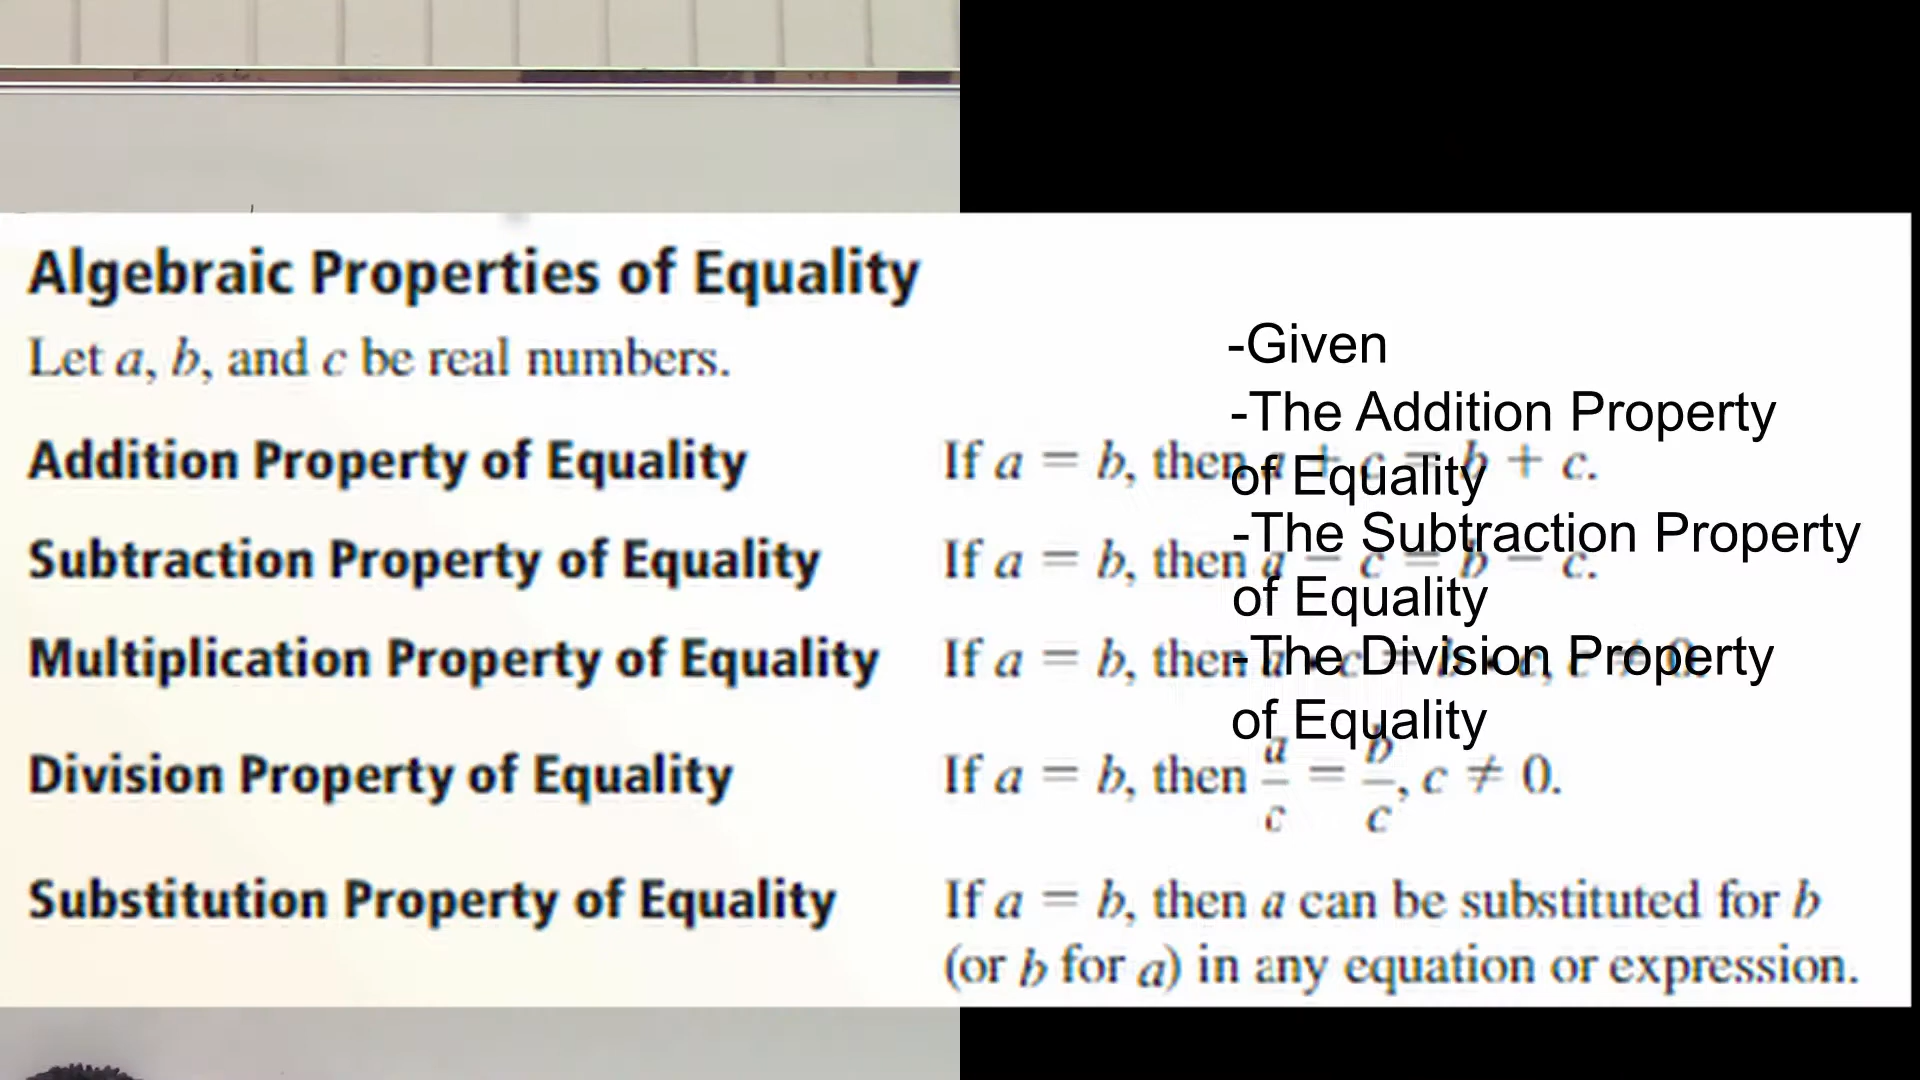 Algebraic Properties of Equality
Let a, b, and c be real numbers.
Addition Property of Equality If a = b, then a + c = b + c.
Subtraction Property of Equality If a = b, then a − c = b − c.
Multiplication Property of Equality If a = b, then
Division Property of Equality If a = b, then a/c = b/c, c ≠ 0.
Substitution Property of Equality If a = b, then a can be substituted for b
(or b for a) in any equation or expression.
-Given
-The Addition Property
of Equality
-The Subtraction Property
of Equality
-The Division Property
of Equality